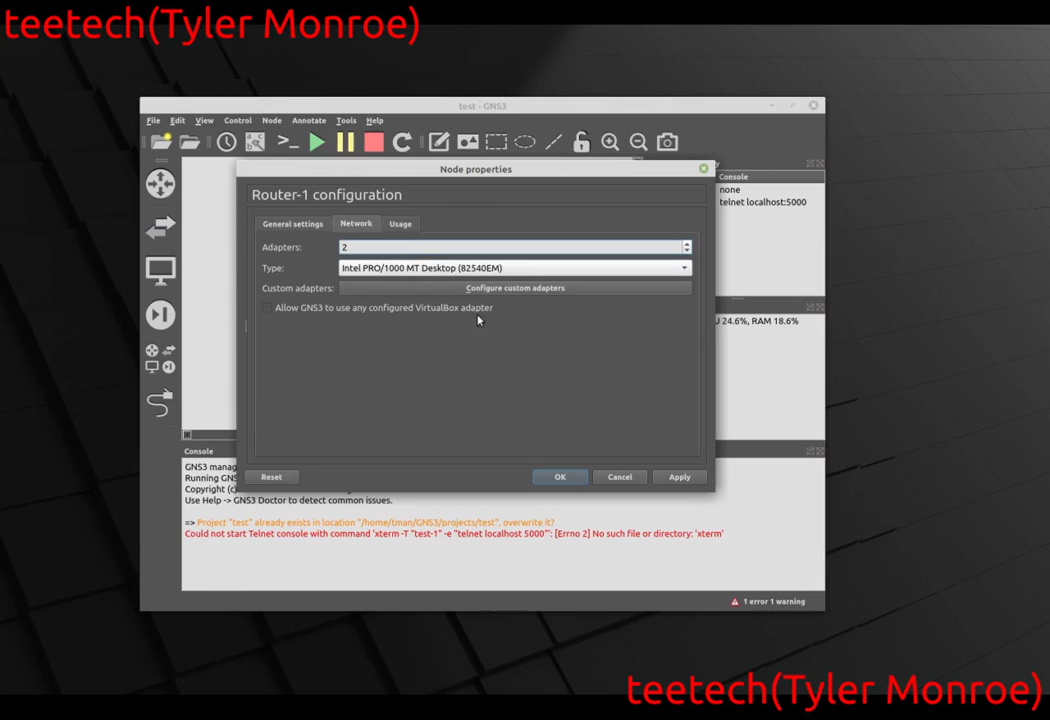 teetech(Tyler Monroe)
test - GNS3
File Edit View Control Node Annotate Tools Help
Node properties
Console
Router-1 configuration
none
telnet localhost:5000
General settings Network Usage
Adapters: 2
Type: Intel PRO/1000 MT Desktop (82540EM)
Custom adapters: Configure custom adapters
Allow GNS3 to use any configured VirtualBox adapter
24.6%, RAM 18.6%
Console
GNS3 manag
Running GNS
Copyright (c)
Reset OK Cancel Apply
Use Help -> GNS3 Doctor to detect common issues.
=> Project "test" already exists in location "/home/tman/GNS3/projects/test", overwrite it?
Could not start Telnet console with command 'xterm -T "test-1" -e "telnet localhost 5000"': [Errno 2] No such file or directory: 'xterm'
1 error 1 warning
teetech(Tyler Monroe)